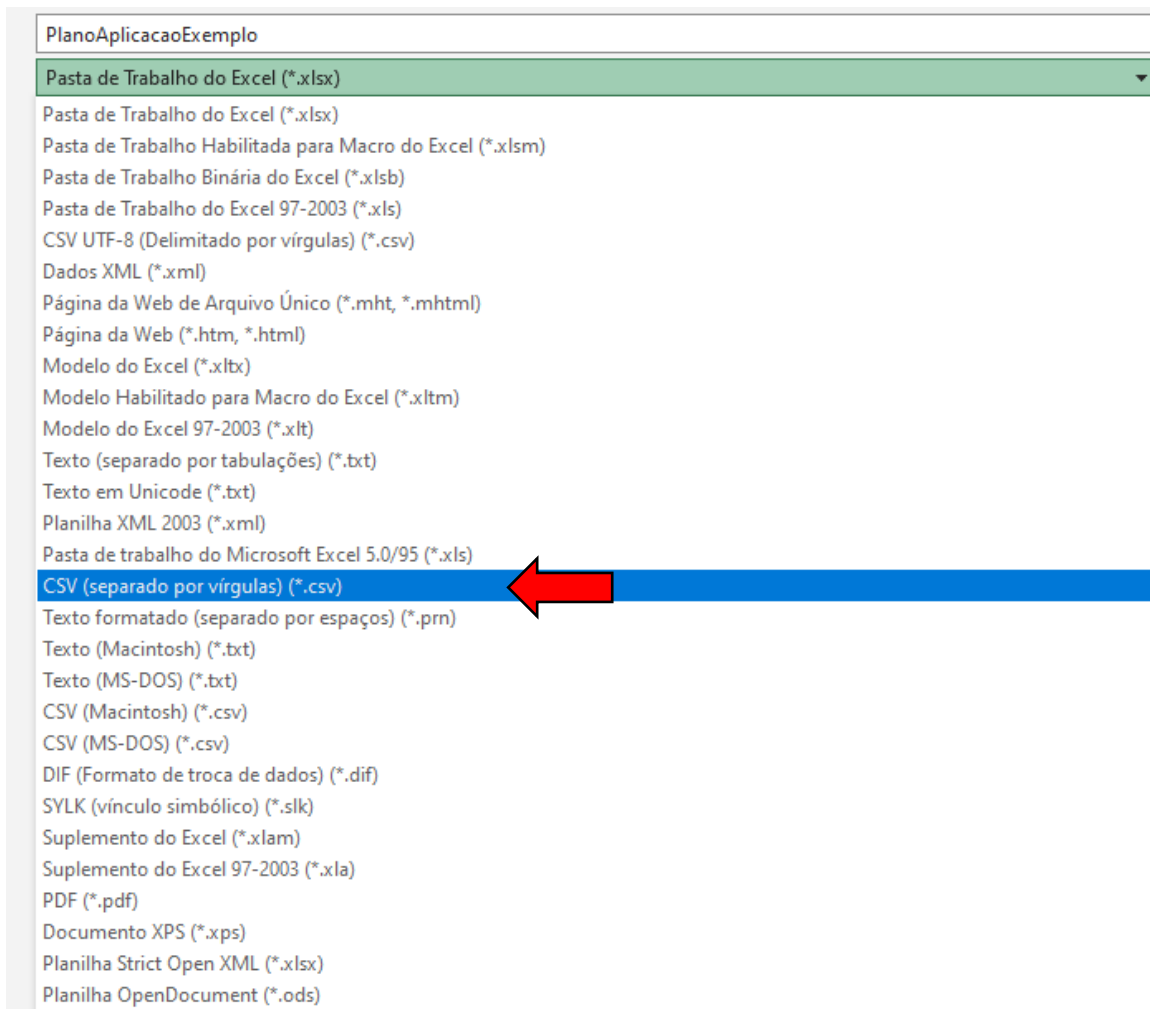 PlanoAplicacaoExemplo
Pasta de Trabalho do Excel (*.xlsx)
Pasta de Trabalho do Excel (*.xlsx)
Pasta de Trabalho Habilitada para Macro do Excel (*.xlsm)
Pasta de Trabalho Binária do Excel (*.xlsb)
Pasta de Trabalho do Excel 97-2003 (*.xls)
CSV UTF-8 (Delimitado por vírgulas) (*.csv)
Dados XML (*.xml)
Página da Web de Arquivo Único (*.mht, *.mhtml)
Página da Web (*.htm, *.html)
Modelo do Excel (*.xltx)
Modelo Habilitado para Macro do Excel (*.xltm)
Modelo do Excel 97-2003 (*.xlt)
Texto (separado por tabulações) (*.txt)
Texto em Unicode (*.txt)
Planilha XML 2003 (*.xml)
Pasta de trabalho do Microsoft Excel 5.0/95 (*.xls)
CSV (separado por vírgulas) (*.csv)
Texto formatado (separado por espaços) (*.prn)
Texto (Macintosh) (*.txt)
Texto (MS-DOS) (*.txt)
CSV (Macintosh) (*.csv)
CSV (MS-DOS) (*.csv)
DIF (Formato de troca de dados) (*.dif)
SYLK (vínculo simbólico) (*.slk)
Suplemento do Excel (*.xlam)
Suplemento do Excel 97-2003 (*.xla)
PDF (*.pdf)
Documento XPS (*.xps)
Planilha Strict Open XML (*.xlsx)
Planilha OpenDocument (*.ods)